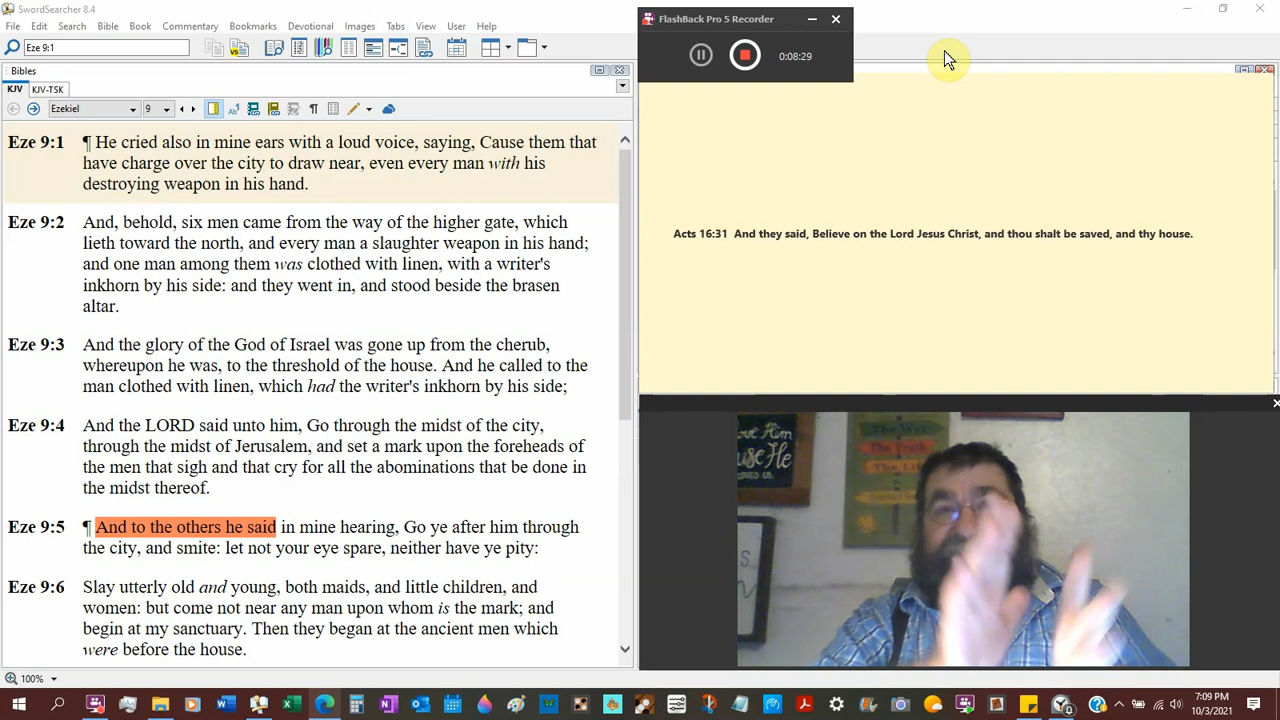 SwordSearcher 8.4
File Edit Search Bible Bookmarks Devotional Images Tabs View User Help
Eze 9:1
Bibles
KJV KJV-TSK
Ezekiel 9
Eze 9:1 ¶ He cried also in mine ears with a loud voice, saying, Cause them that
have charge over the city to draw near, even every man with his
destroying weapon in his hand.
Eze 9:2 And, behold, six men came from the way of the higher gate, which
lieth toward the north, and every man a slaughter weapon in his hand;
and one man among them was clothed with linen, with a writer's
inkhorn by his side: and they went in, and stood beside the brasen
altar.
Eze 9:3 And the glory of the God of Israel was gone up from the cherub,
whereupon he was, to the threshold of the house. And he called to the
man clothed with linen, which had the writer's inkhorn by his side;
Eze 9:4 And the LORD said unto him, Go through the midst of the city,
through the midst of Jerusalem, and set a mark upon the foreheads of
the men that sigh and that cry for all the abominations that be done in
the midst thereof.
Eze 9:5 ¶ And to the others he said in mine hearing, Go ye after him through
the city, and smite: let not your eye spare, neither have ye pity:
Eze 9:6 Slay utterly old and young, both maids, and little children, and
women: but come not near any man upon whom is the mark; and
begin at my sanctuary. Then they began at the ancient men which
were before the house.
100%
FlashBack Pro 5 Recorder
0:08:29
Acts 16:31 And they said, Believe on the Lord Jesus Christ, and thou shalt be saved, and thy house.
ove Him
use He
The Way
The Truth
The Life
7:09 PM
10/3/2021